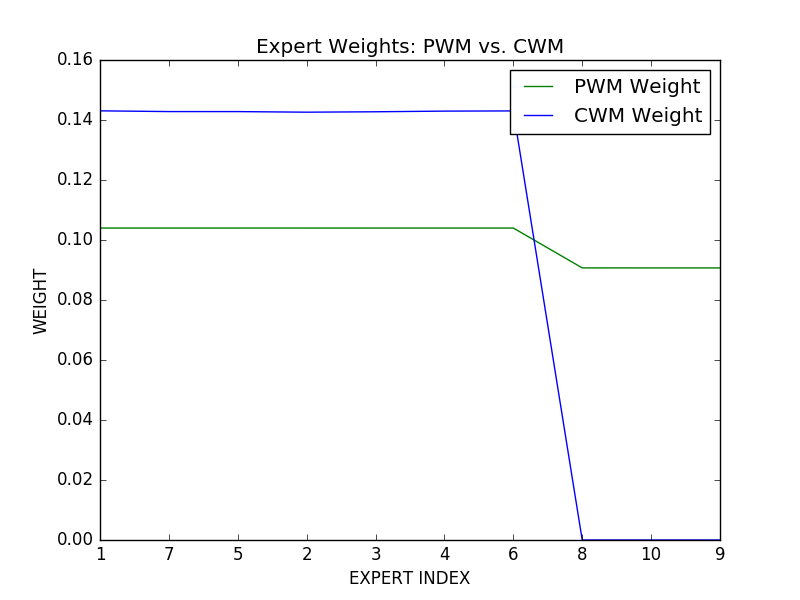 Expert Weights: PWM vs. CWM
PWM Weight
CWM Weight
0.16
0.14
0.12
0.10
0.08
0.06
0.04
0.02
0.00
WEIGHT
1 7 5 2 3 4 6 8 10 9
EXPERT INDEX